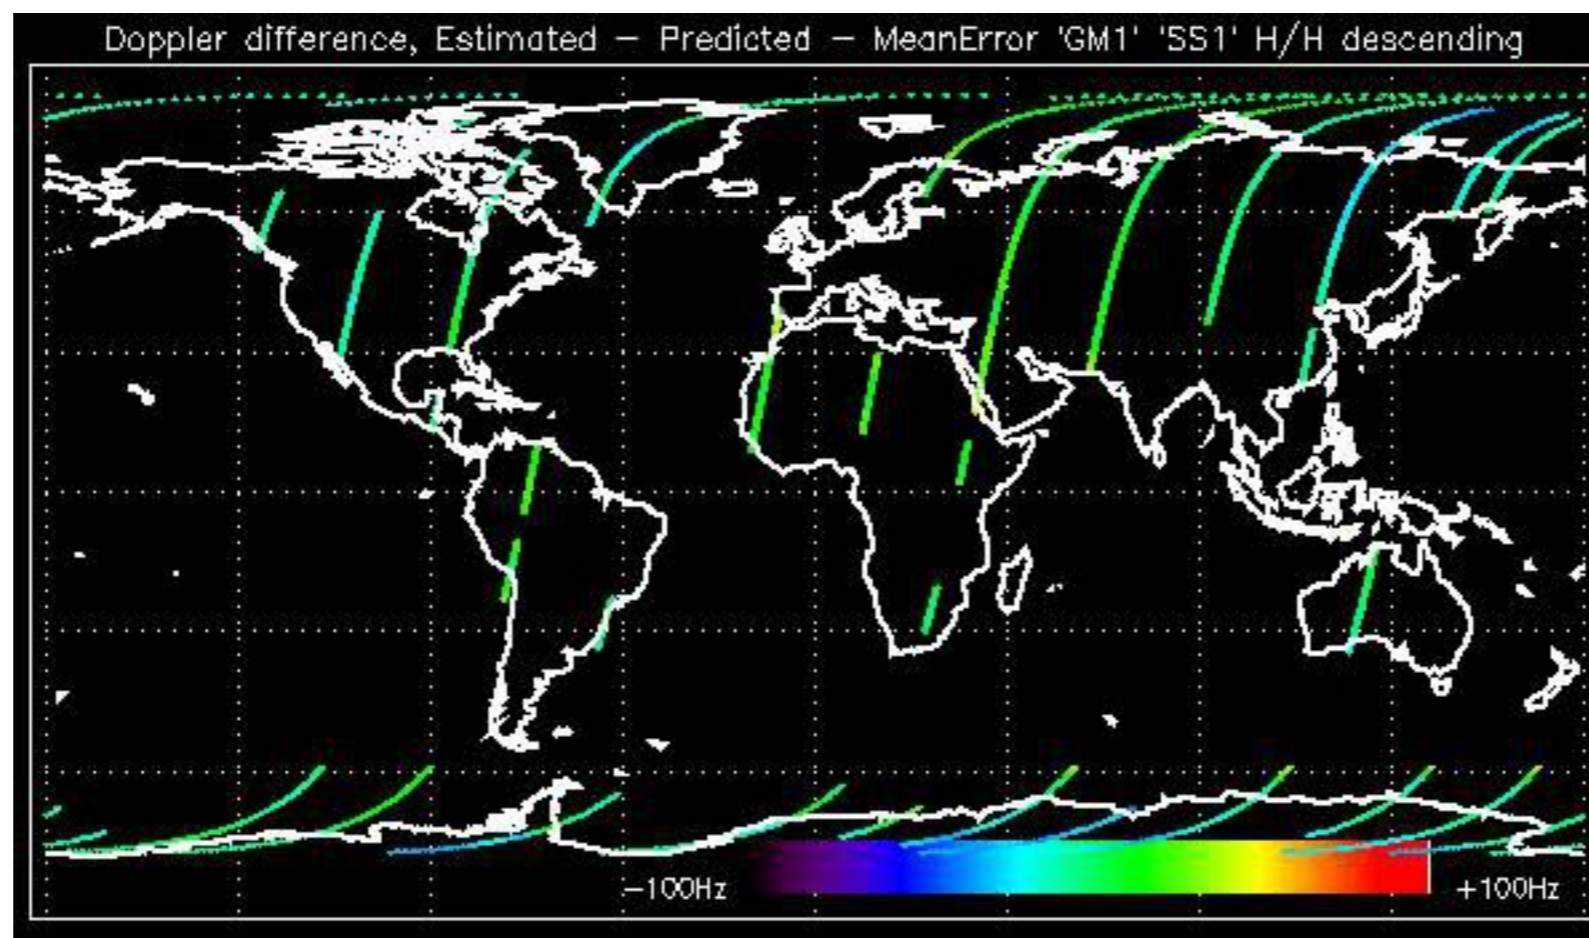 Doppler difference, Estimated – Predicted – MeanError 'GM1' 'SS1' H/H descending
–100Hz +100Hz